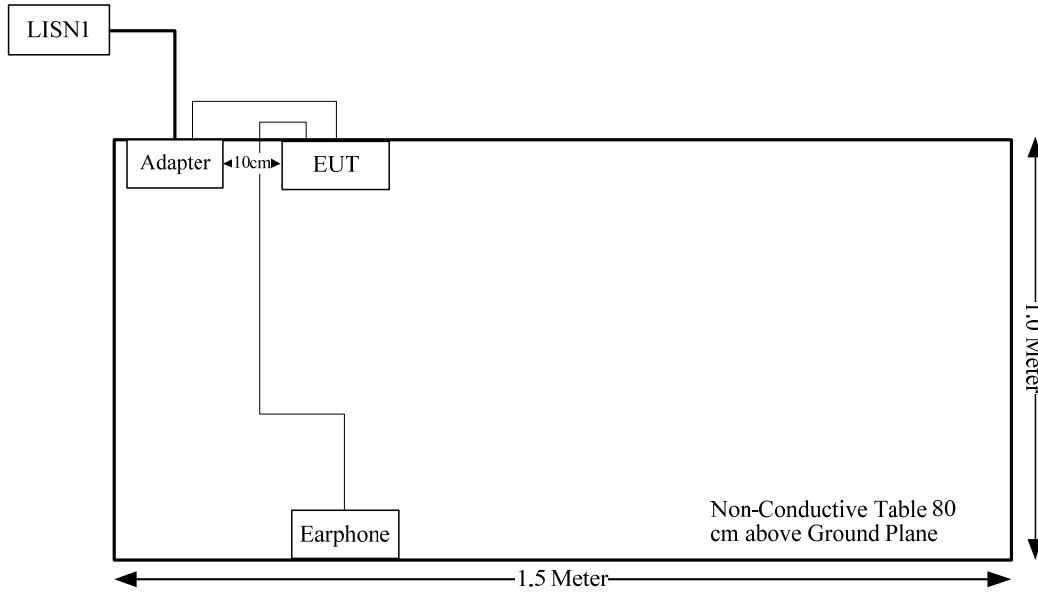 LISN1
Adapter
10cm
EUT
1.0 Meter
Non-Conductive Table 80
cm above Ground Plane
Earphone
1.5 Meter